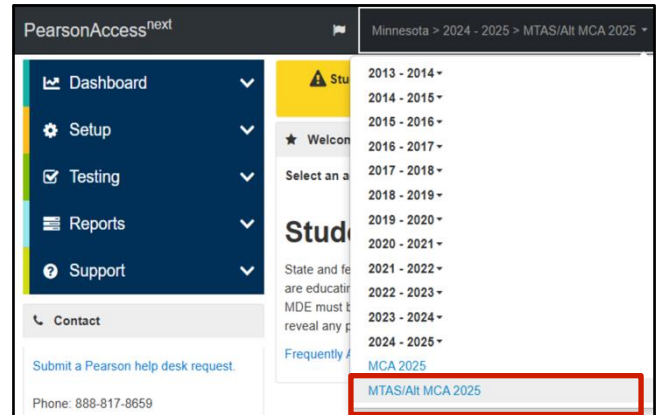 PearsonAccessnext
Minnesota > 2024 - 2025 > MTAS/Alt MCA 2025
Dashboard
Setup
Testing
Reports
Support
Contact
Submit a Pearson help desk request.
Phone: 888-817-8659
Stu
Welcon
Select an a
Stud
State and fe
are educatin
MDE must b
reveal any p
Frequently A
2013 - 2014
2014 - 2015
2015 - 2016
2016 - 2017
2017 - 2018
2018 - 2019
2019 - 2020
2020 - 2021
2021 - 2022
2022 - 2023
2023 - 2024
2024 - 2025
MCA 2025
MTAS/Alt MCA 2025